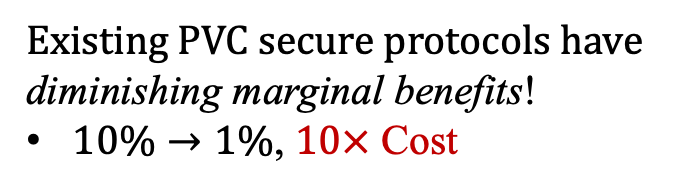 Existing PVC secure protocols have
diminishing marginal benefits!
• 10% → 1%, 10× Cost